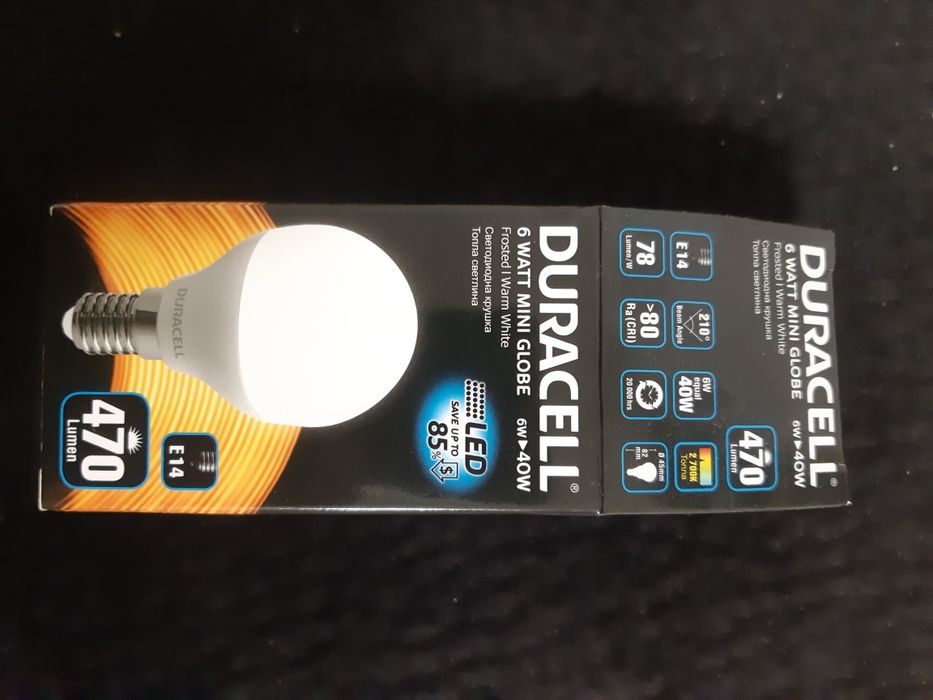 DURACELL®
6 WATT MINI GLOBE 6W▶40W
Frosted | Warm White
Светодиодна крушка
Топла светлина
470
Lumen
E14
210°
Beam Angle
6W
equal
40W
2 700K
Топла
78
Lumen/W
>80
Ra(CRI)
20 000 hrs
Ø 45mm
82
mm
DURACELL®
6 WATT MINI GLOBE 6W▶40W
Frosted | Warm White
Светодиодна крушка
Топла светлина
LED
SAVE UP TO
85%
$
DURACELL
E14
470
Lumen